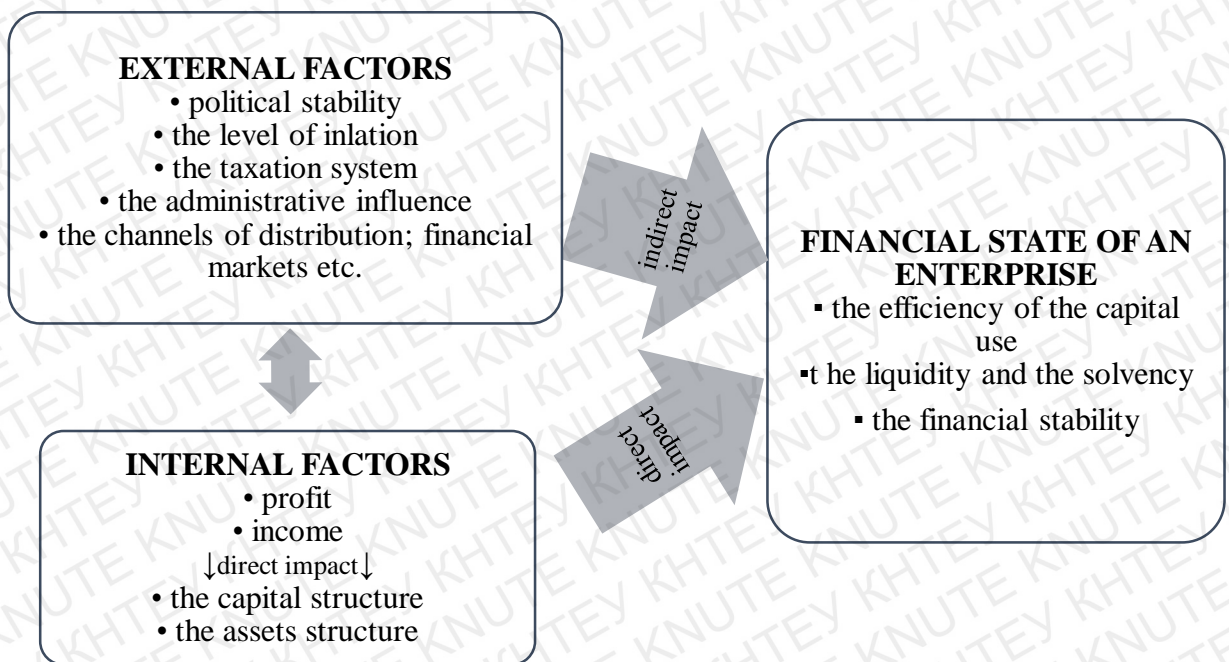 EXTERNAL FACTORS
• political stability
• the level of inlation
• the taxation system
• the administrative influence
• the channels of distribution; financial
markets etc.
indirect
impact
FINANCIAL STATE OF AN
ENTERPRISE
▪ the efficiency of the capital
use
▪t he liquidity and the solvency
▪ the financial stability
direct
impact
INTERNAL FACTORS
• profit
• income
↓direct impact↓
• the capital structure
• the assets structure